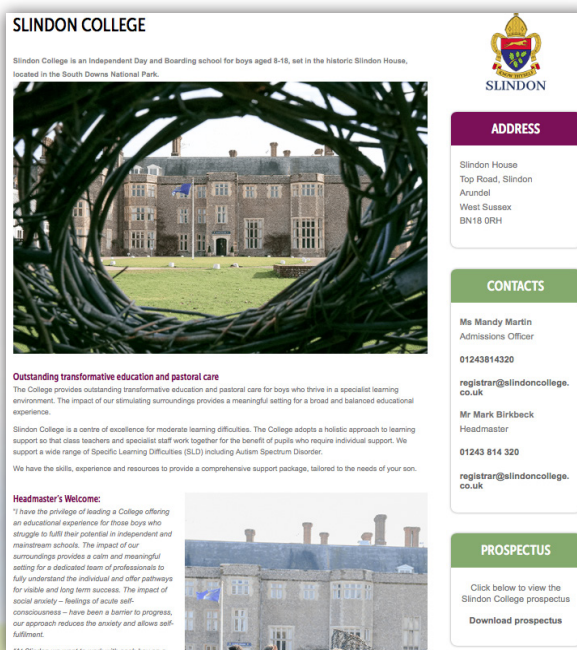 SLINDON COLLEGE
Slindon College is an Independent Day and Boarding school for boys aged 8-18, set in the historic Slindon House,
located in the South Downs National Park.
Outstanding transformative education and pastoral care
The College provides outstanding transformative education and pastoral care for boys who thrive in a specialist learning
environment. The impact of our stimulating surroundings provides a meaningful setting for a broad and balanced educational
experience.
Slindon College is a centre of excellence for moderate learning difficulties. The College adopts a holistic approach to learning
support so that class teachers and specialist staff work together for the benefit of pupils who require individual support. We
support a wide range of Specific Learning Difficulties (SLD) including Autism Spectrum Disorder.
We have the skills, experience and resources to provide a comprehensive support package, tailored to the needs of your son.
Headmaster's Welcome:
"I have the privilege of leading a College offering
an educational experience for those boys who
struggle to fulfil their potential in independent and
mainstream schools. The impact of our
surroundings provides a calm and meaningful
setting for a dedicated team of professionals to
fully understand the individual and offer pathways
for visible and long term success. The impact of
social anxiety – feelings of acute self-
consciousness – have been a barrier to progress,
our approach reduces the anxiety and allows self-
fulfilment.
SLINDON
ADDRESS
Slindon House
Top Road, Slindon
Arundel
West Sussex
BN18 0RH
CONTACTS
Ms Mandy Martin
Admissions Officer
01243814320
registrar@slindoncollege.
co.uk
Mr Mark Birkbeck
Headmaster
01243 814 320
registrar@slindoncollege.
co.uk
PROSPECTUS
Click below to view the
Slindon College prospectus
Download prospectus